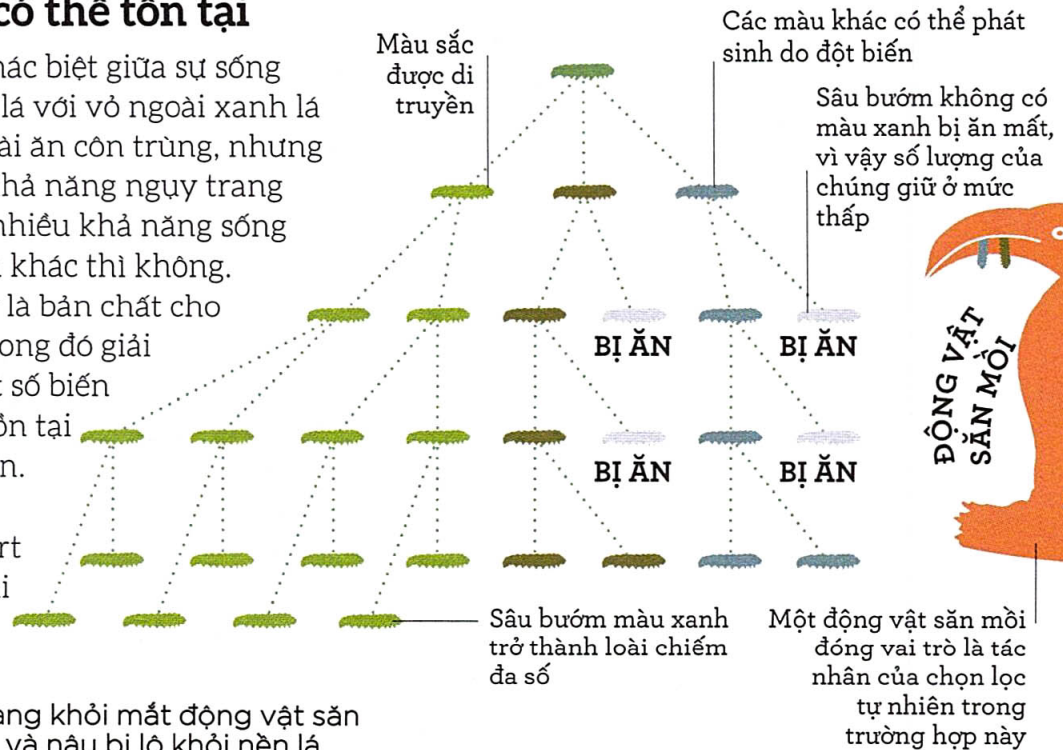 có thể tồn tại
hác biệt giữa sự sống
lá với vỏ ngoài xanh lá
ài ăn côn trùng, nhưng
hả năng ngụy trang
nhiều khả năng sống
khác thì không.
là bản chất cho
ong đó giải
số biến
ồn tại
n.
rt
i
Màu sắc
được di
truyền
Các màu khác có thể phát
sinh do đột biến
Sâu bướm không có
màu xanh bị ăn mất,
vì vậy số lượng của
chúng giữ ở mức
thấp
BỊ ĂN
BỊ ĂN
BỊ ĂN
BỊ ĂN
ĐỘNG VẬT
SĂN MỒI
Sâu bướm màu xanh
trở thành loài chiếm
đa số
Một động vật săn mồi
đóng vai trò là tác
nhân của chọn lọc
tự nhiên trong
trường hợp này
ang khỏi mắt động vật săn
và nâu bị lộ khỏi nền lá